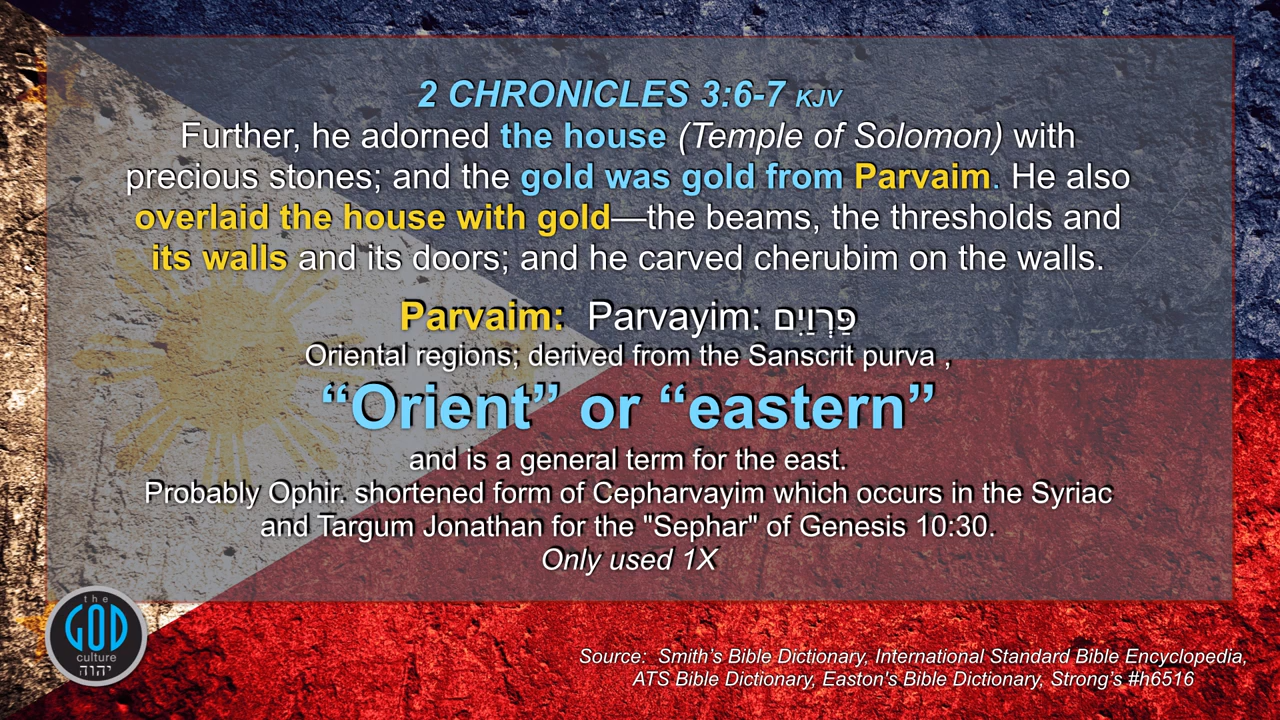 2 CHRONICLES 3:6-7 KJV
Further, he adorned the house (Temple of Solomon) with
precious stones; and the gold was gold from Parvaim. He also
overlaid the house with gold—the beams, the thresholds and
its walls and its doors; and he carved cherubim on the walls.
Parvaim: Parvayim: פַּרְוַיִם
Oriental regions; derived from the Sanscrit purva ,
“Orient” or “eastern”
and is a general term for the east.
Probably Ophir. shortened form of Cepharvayim which occurs in the Syriac
and Targum Jonathan for the "Sephar" of Genesis 10:30.
Only used 1X
the
GOD
culture
יהוה
Source: Smith's Bible Dictionary, International Standard Bible Encyclopedia,
ATS Bible Dictionary, Easton's Bible Dictionary, Strong's #h6516